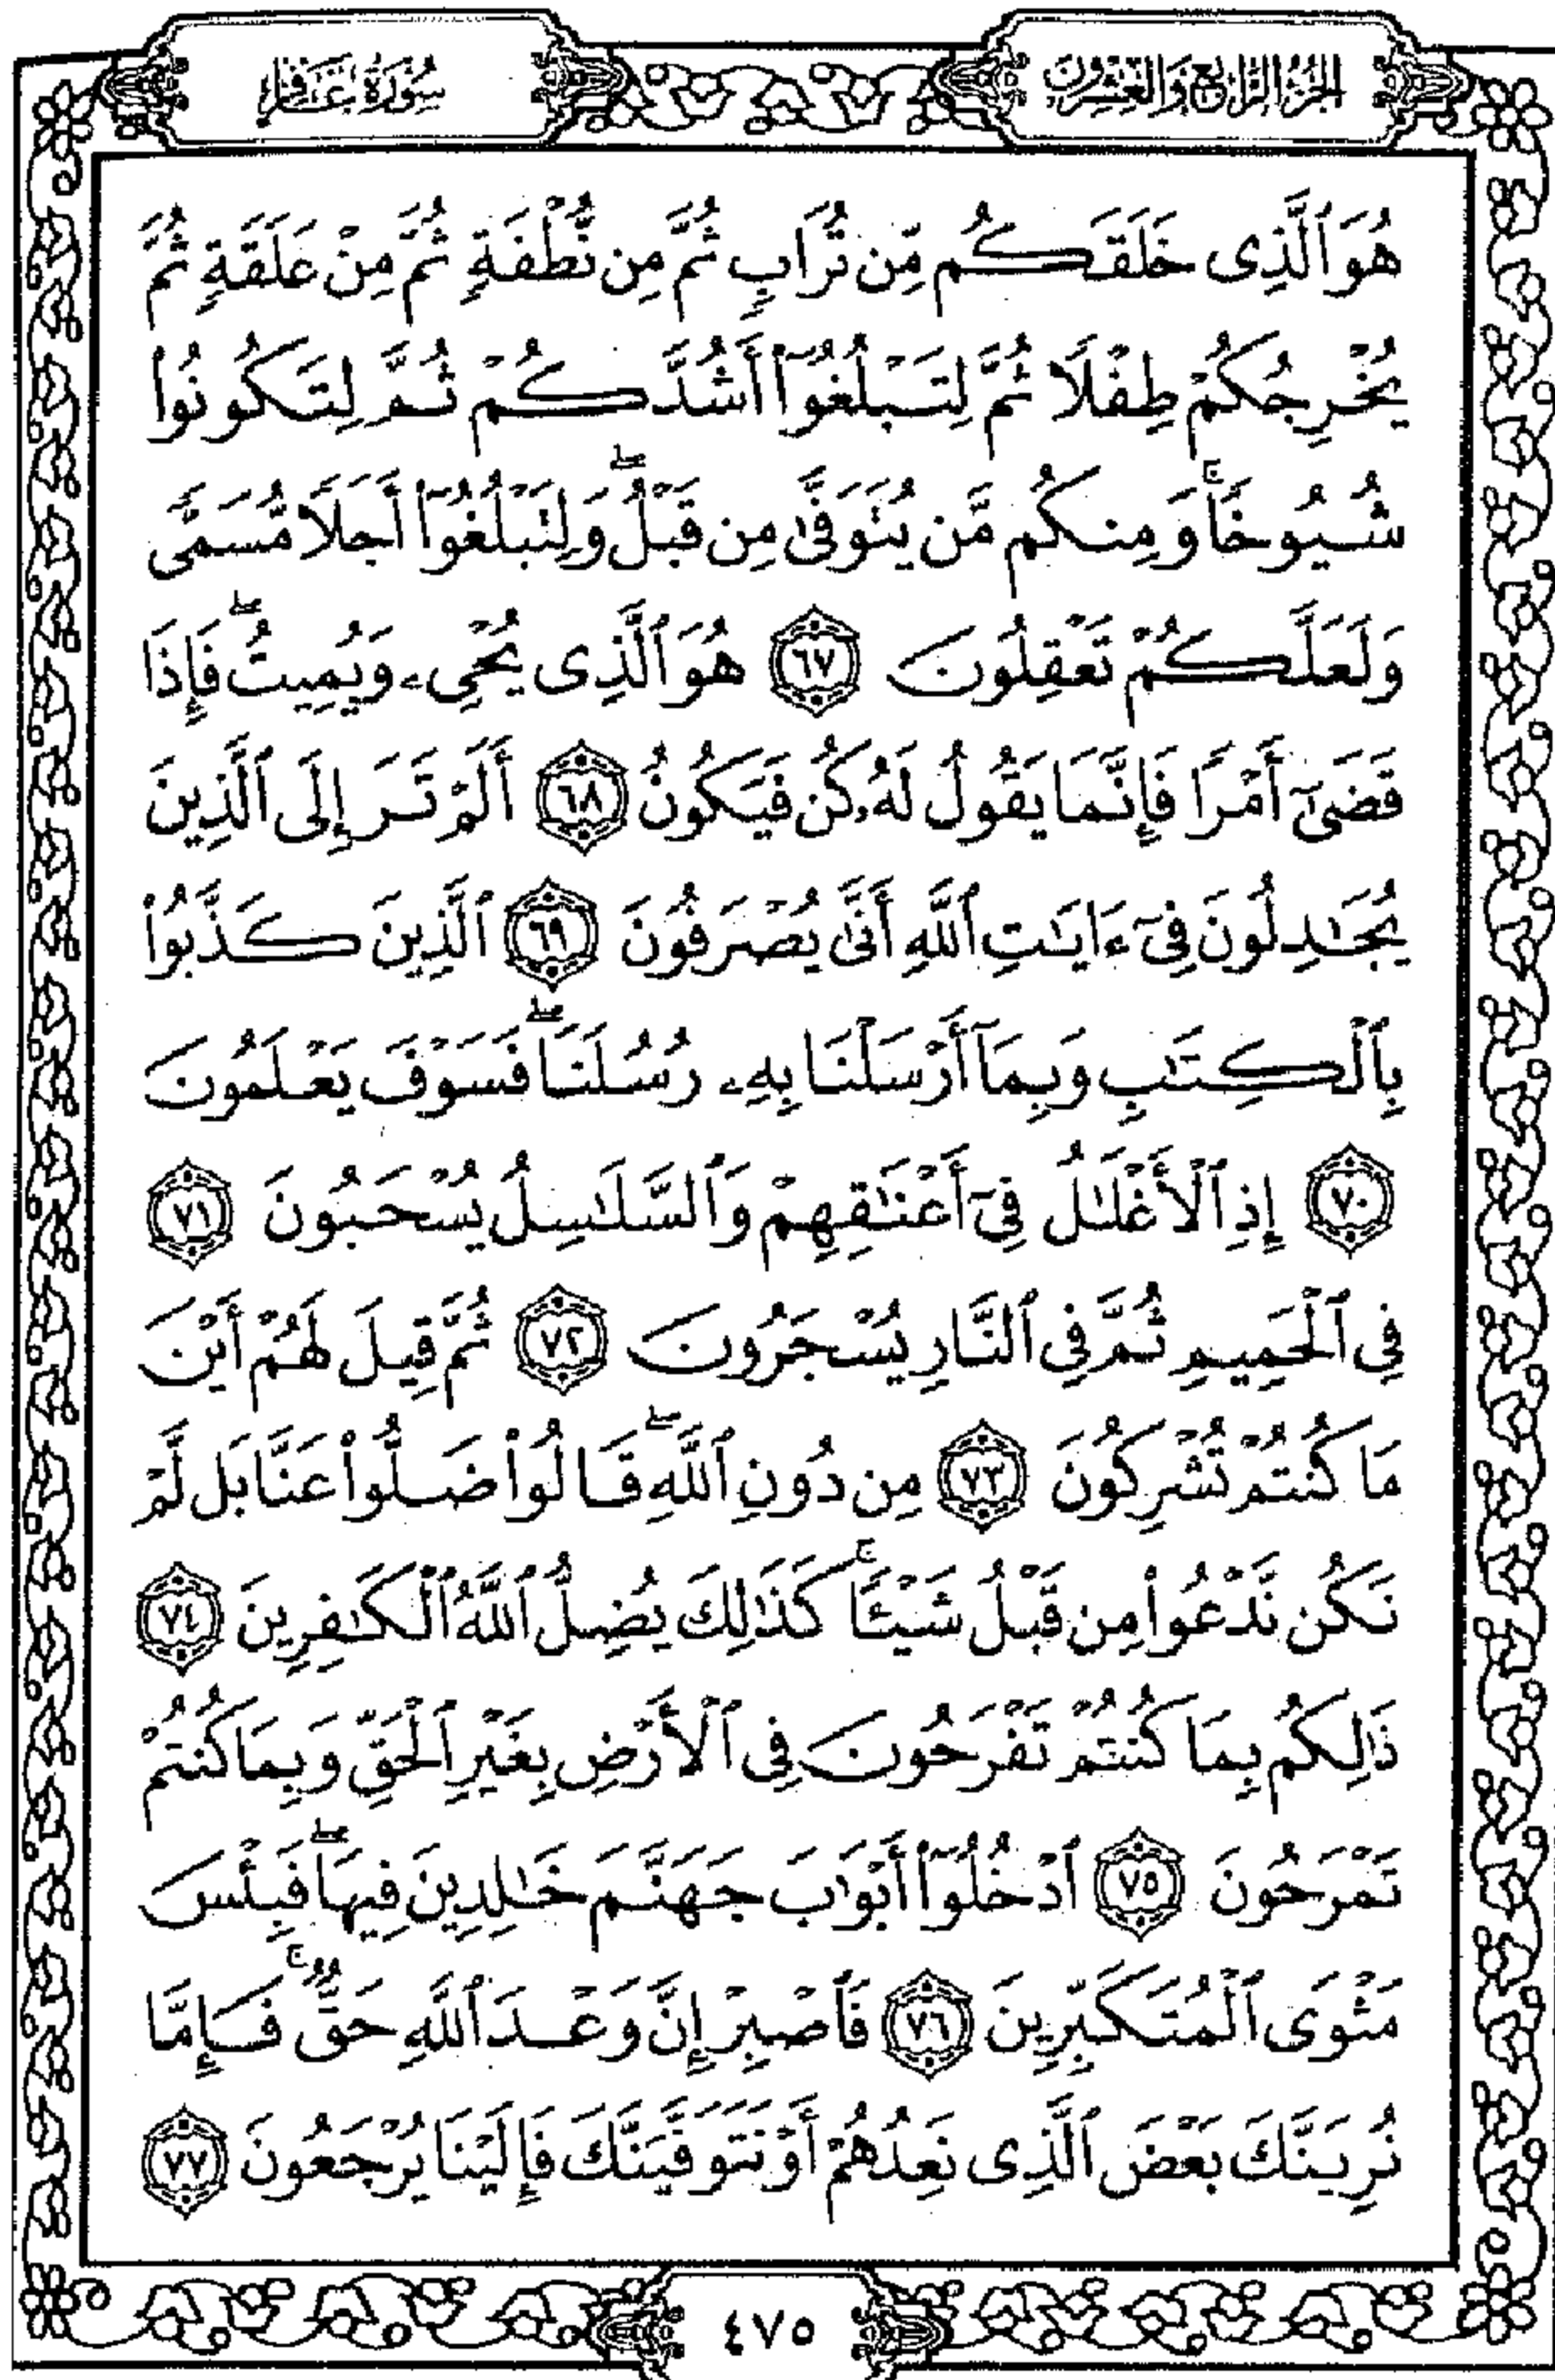 الجزء الرابع والعشرون
سورة غافر
هُوَ ٱلَّذِى خَلَقَكُم مِّن تُرَابٍ ثُمَّ مِن نُّطْفَةٍ ثُمَّ مِنْ عَلَقَةٍ ثُمَّ
يُخْرِجُكُمْ طِفْلًا ثُمَّ لِتَبْلُغُوٓا۟ أَشُدَّكُمْ ثُمَّ لِتَكُونُوا۟
شُيُوخًا ۚ وَمِنكُم مَّن يُتَوَفَّىٰ مِن قَبْلُ ۖ وَلِتَبْلُغُوٓا۟ أَجَلًا مُّسَمًّى
وَلَعَلَّكُمْ تَعْقِلُونَ ٦٧ هُوَ ٱلَّذِى يُحْىِۦ وَيُمِيتُ ۖ فَإِذَا
قَضَىٰٓ أَمْرًا فَإِنَّمَا يَقُولُ لَهُۥ كُن فَيَكُونُ ٦٨ أَلَمْ تَرَ إِلَى ٱلَّذِينَ
يُجَـٰدِلُونَ فِىٓ ءَايَـٰتِ ٱللَّهِ أَنَّىٰ يُصْرَفُونَ ٦٩ ٱلَّذِينَ كَذَّبُوا۟
بِٱلْكِتَـٰبِ وَبِمَآ أَرْسَلْنَا بِهِۦ رُسُلَنَا ۖ فَسَوْفَ يَعْلَمُونَ
٧٠ إِذِ ٱلْأَغْلَـٰلُ فِىٓ أَعْنَـٰقِهِمْ وَٱلسَّلَـٰسِلُ يُسْحَبُونَ ٧١
فِى ٱلْحَمِيمِ ثُمَّ فِى ٱلنَّارِ يُسْجَرُونَ ٧٢ ثُمَّ قِيلَ لَهُمْ أَيْنَ
مَا كُنتُمْ تُشْرِكُونَ ٧٣ مِن دُونِ ٱللَّهِ ۖ قَالُوا۟ ضَلُّوا۟ عَنَّا بَل لَّمْ
نَكُن نَّدْعُوا۟ مِن قَبْلُ شَيْـًٔا ۚ كَذَٰلِكَ يُضِلُّ ٱللَّهُ ٱلْكَـٰفِرِينَ ٧٤
ذَٰلِكُم بِمَا كُنتُمْ تَفْرَحُونَ فِى ٱلْأَرْضِ بِغَيْرِ ٱلْحَقِّ وَبِمَا كُنتُمْ
تَمْرَحُونَ ٧٥ ٱدْخُلُوٓا۟ أَبْوَٰبَ جَهَنَّمَ خَـٰلِدِينَ فِيهَا ۖ فَبِئْسَ
مَثْوَى ٱلْمُتَكَبِّرِينَ ٧٦ فَٱصْبِرْ إِنَّ وَعْدَ ٱللَّهِ حَقٌّ ۚ فَإِمَّا
نُرِيَنَّكَ بَعْضَ ٱلَّذِى نَعِدُهُمْ أَوْ نَتَوَفَّيَنَّكَ فَإِلَيْنَا يُرْجَعُونَ ٧٧
٤٧٥